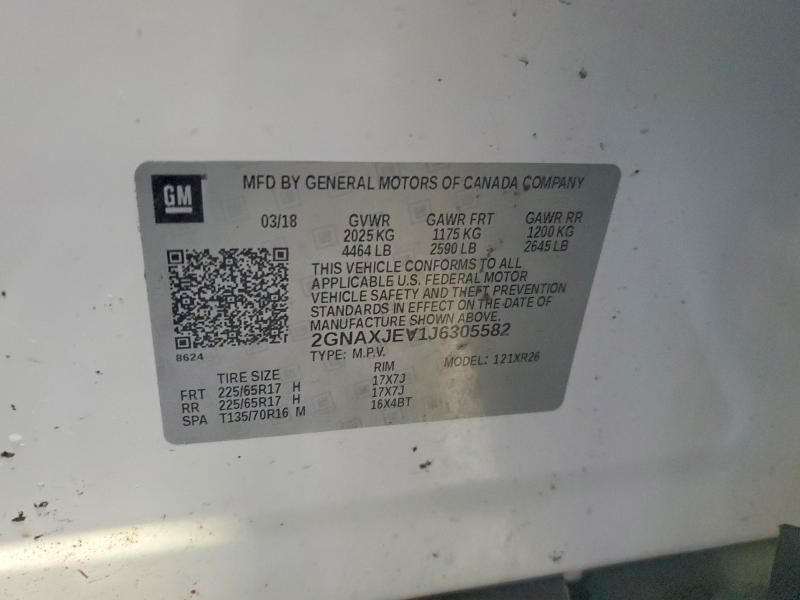 GM
MFD BY GENERAL MOTORS OF CANADA COMPANY
03/18 GVWR GAWR FRT GAWR RR
2025 KG 1175 KG 1200 KG
4464 LB 2590 LB 2645 LB
THIS VEHICLE CONFORMS TO ALL
APPLICABLE U.S. FEDERAL MOTOR
VEHICLE SAFETY AND THEFT PREVENTION
STANDARDS IN EFFECT ON THE DATE OF
MANUFACTURE SHOWN ABOVE.
2GNAXJEV1J6305582
8624
TYPE: M.P.V. MODEL: 121XR26
TIRE SIZE RIM
FRT 225/65R17 H 17X7J
RR 225/65R17 H 17X7J
SPA T135/70R16 M 16X4BT